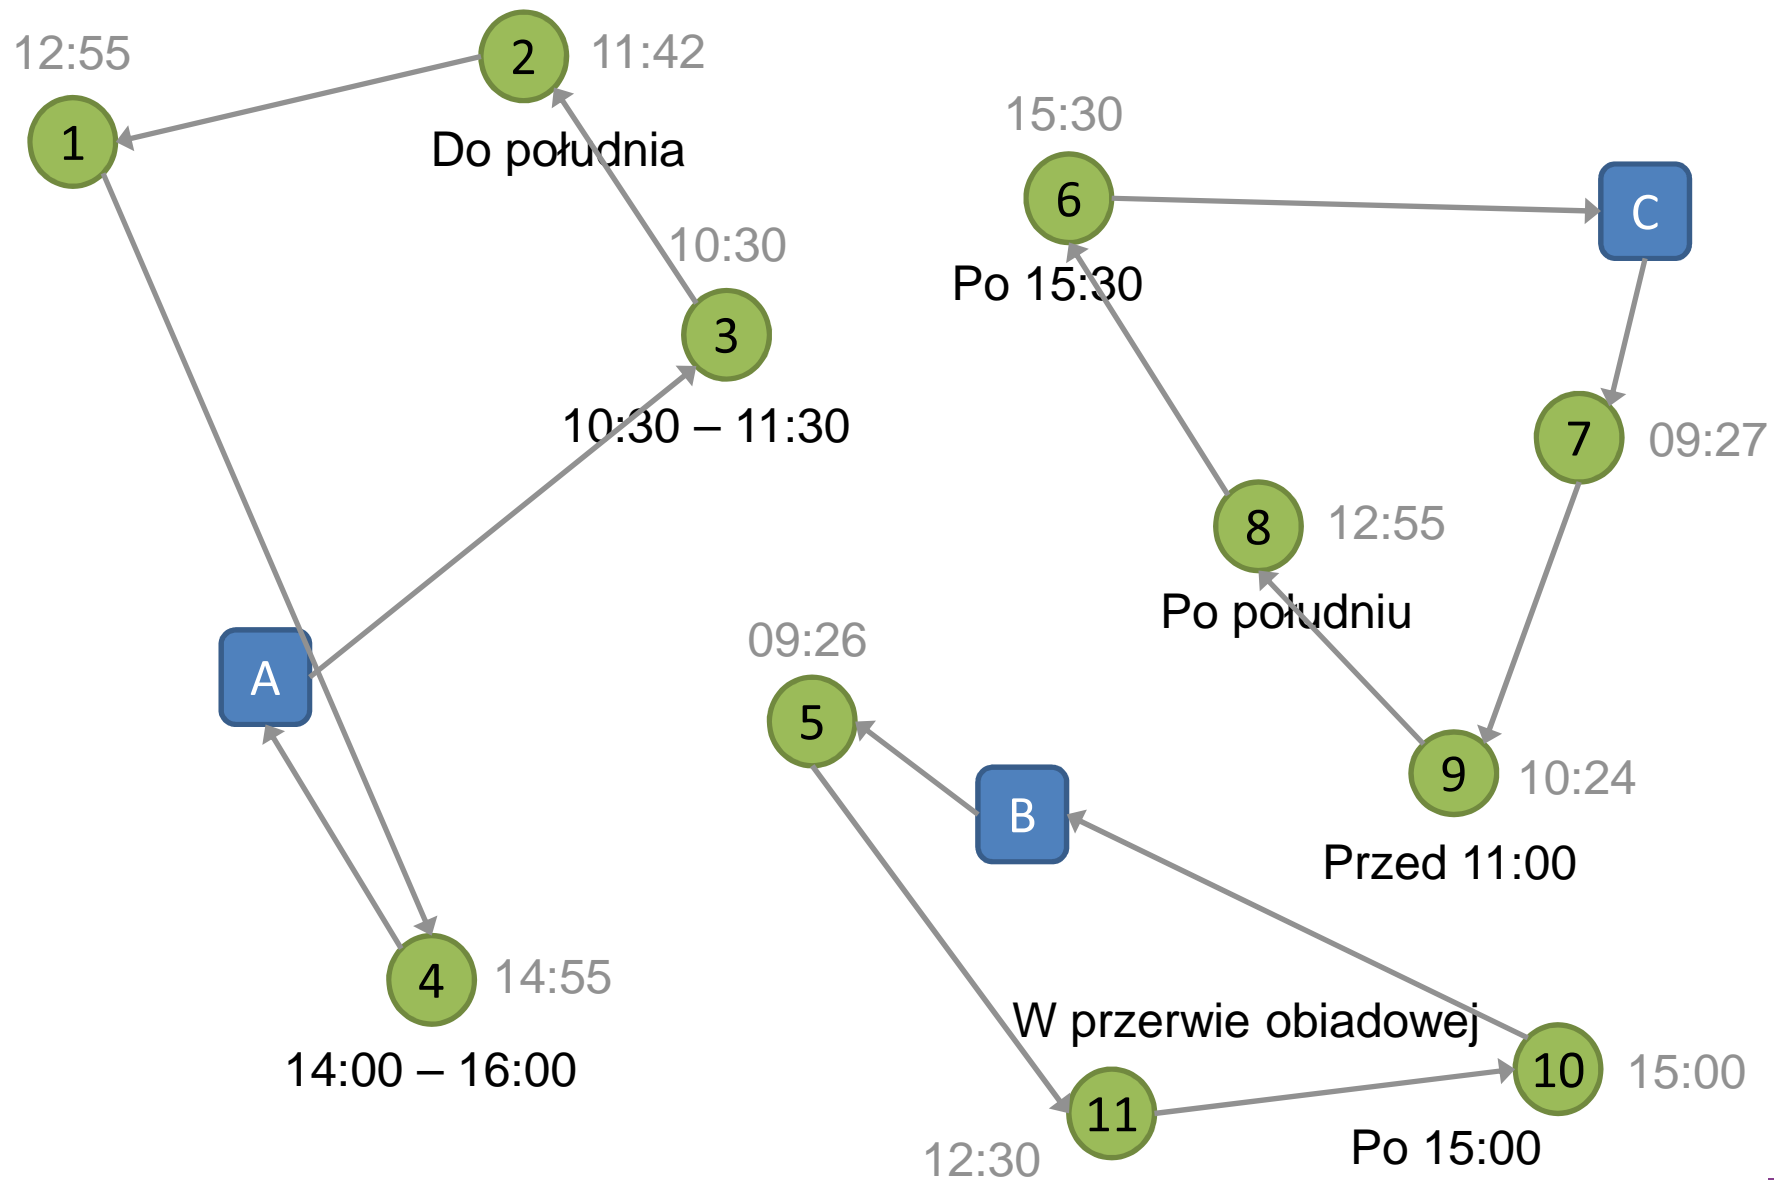 12:55
2
11:42
1
Do południa
15:30
6
C
10:30
Po 15:30
3
10:30 – 11:30
7
09:27
8
12:55
Po południu
09:26
A
5
9
10:24
B
Przed 11:00
4
14:55
W przerwie obiadowej
14:00 – 16:00
10
15:00
11
Po 15:00
12:30